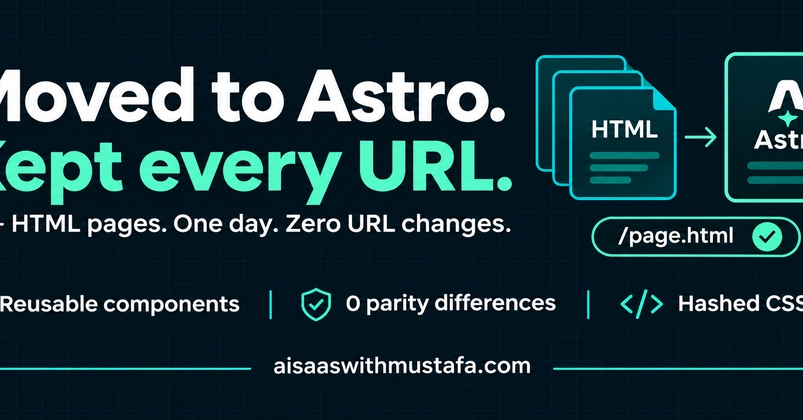 Moved to Astro.
Kept every URL.
HTML pages. One day. Zero URL changes.
HTML
Astr
/page.html
Reusable components
0 parity differences
</> Hashed CSS
aisaaswithmustafa.com